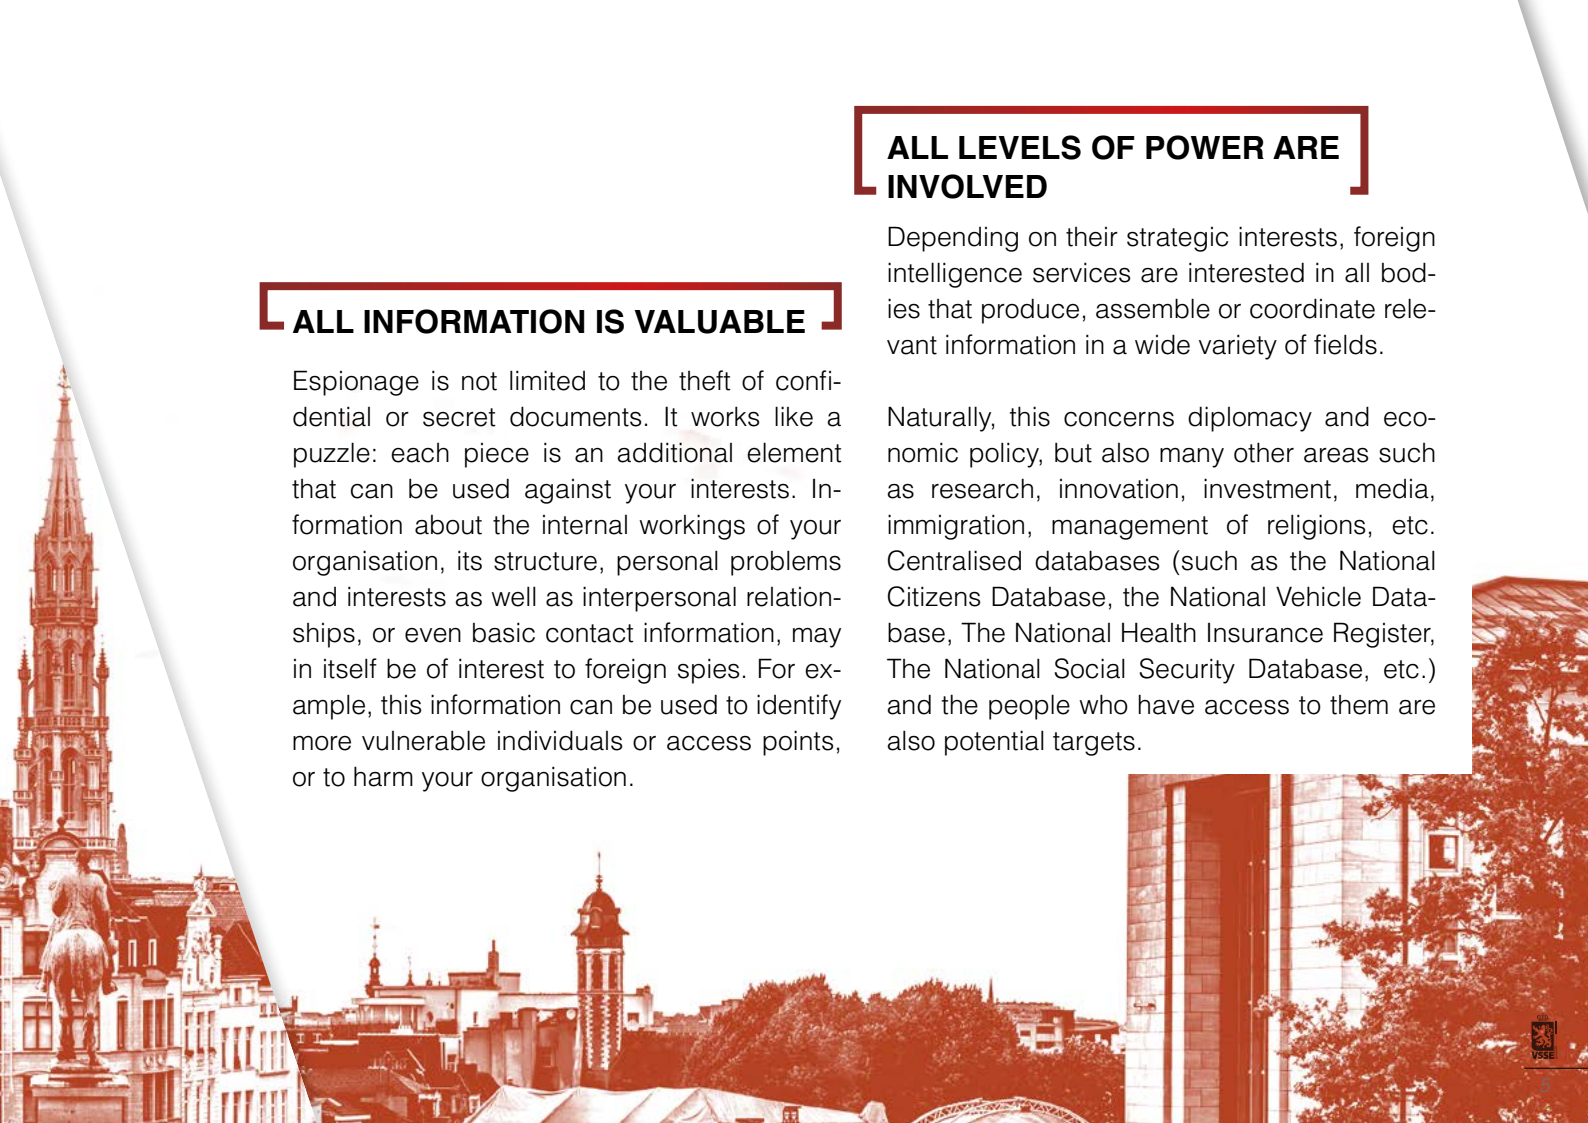 ALL INFORMATION IS VALUABLE
Espionage is not limited to the theft of confi-
dential or secret documents. It works like a
puzzle: each piece is an additional element
that can be used against your interests. In-
formation about the internal workings of your
organisation, its structure, personal problems
and interests as well as interpersonal relation-
ships, or even basic contact information, may
in itself be of interest to foreign spies. For ex-
ample, this information can be used to identify
more vulnerable individuals or access points,
or to harm your organisation.
ALL LEVELS OF POWER ARE
INVOLVED
Depending on their strategic interests, foreign
intelligence services are interested in all bod-
ies that produce, assemble or coordinate rele-
vant information in a wide variety of fields.
Naturally, this concerns diplomacy and eco-
nomic policy, but also many other areas such
as research, innovation, investment, media,
immigration, management of religions, etc.
Centralised databases (such as the National
Citizens Database, the National Vehicle Data-
base, The National Health Insurance Register,
The National Social Security Database, etc.)
and the people who have access to them are
also potential targets.
VSSE